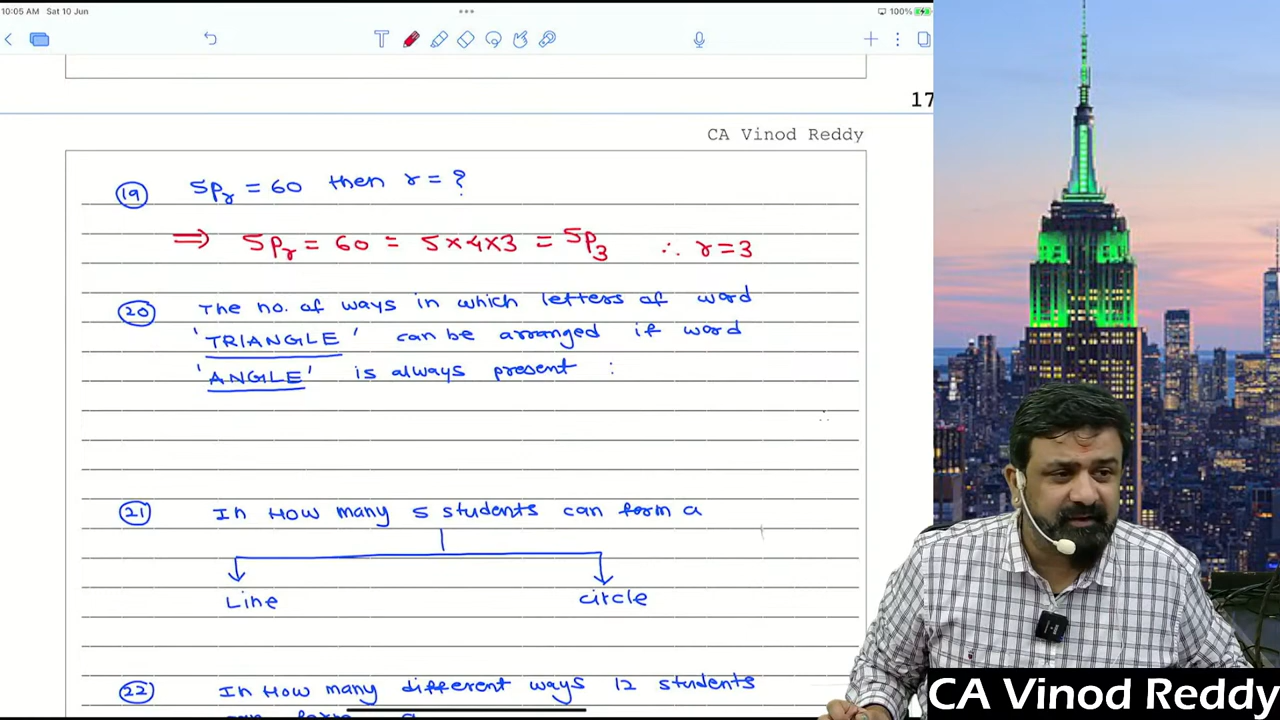 10:05 AM Sat 10 Jun
100%
T
17
CA Vinod Reddy
19 5Pr = 60 then r = ?
⇒ 5Pr = 60 = 5×4×3 = 5P3 ∴ r=3
20 The no. of ways in which letters of word
'TRIANGLE' can be arranged if word
'ANGLE' is always present :
21 In How many 5 students can form a
Line circle
22 In How many different ways 12 students
CA Vinod Reddy